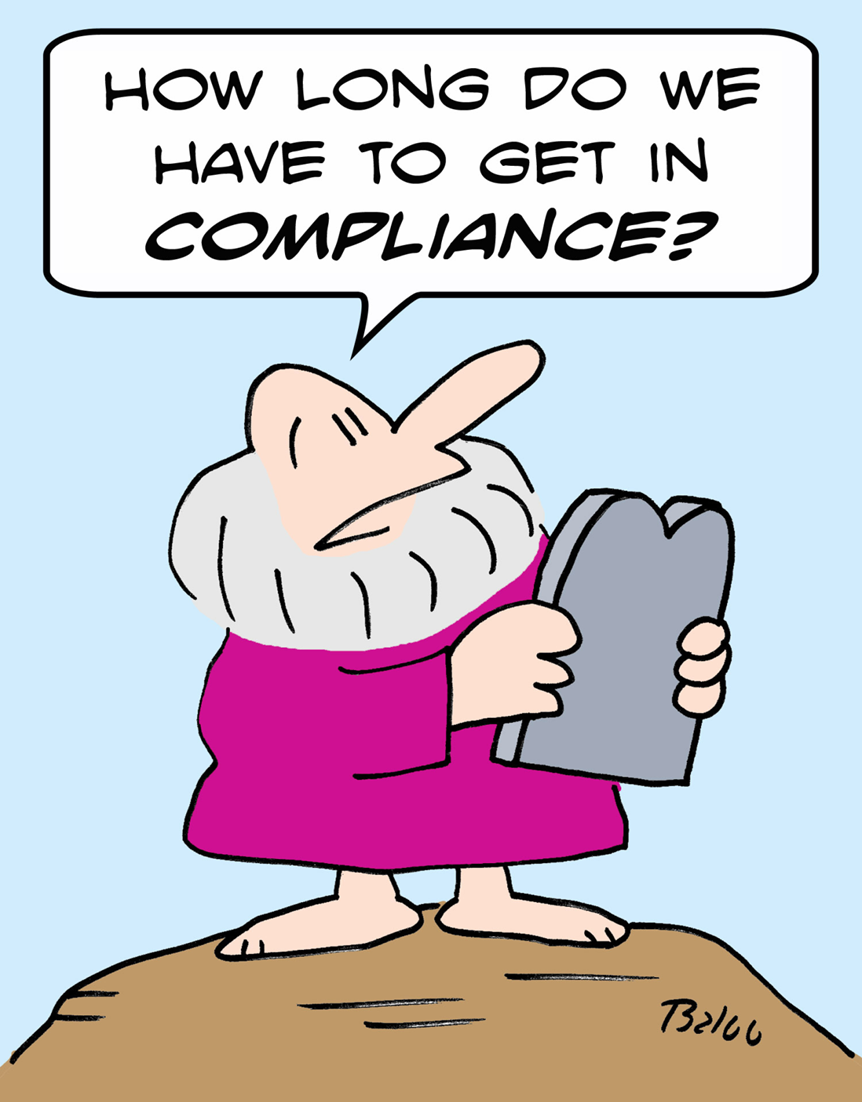 HOW LONG DO WE
HAVE TO GET IN
COMPLIANCE?
Baloo